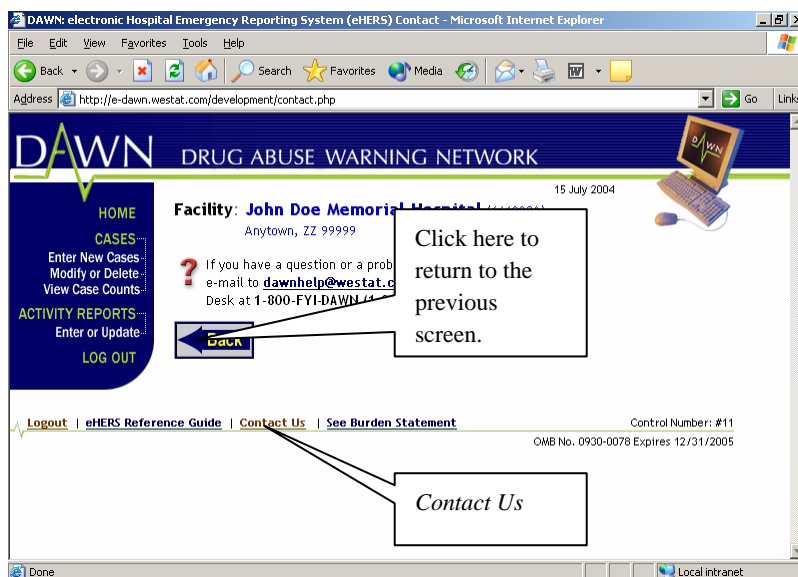 DAWN: electronic Hospital Emergency Reporting System (eHERS) Contact - Microsoft Internet Explorer
File Edit View Favorites Tools Help
Back Search Favorites Media
Address http://e-dawn.westat.com/development/contact.php Go Links
DAWN DRUG ABUSE WARNING NETWORK
DAWN
15 July 2004
HOME
CASES
Enter New Cases
Modify or Delete
View Case Counts
ACTIVITY REPORTS
Enter or Update
LOG OUT
Facility: John Doe Memorial Hospital
Anytown, ZZ 99999
? If you have a question or a prob
e-mail to dawnhelp@westat.c
Desk at 1-800-FYI-DAWN
Back
Click here to
return to the
previous
screen.
Logout | eHERS Reference Guide | Contact Us | See Burden Statement Control Number: #11
OMB No. 0930-0078 Expires 12/31/2005
Contact Us
Done Local intranet